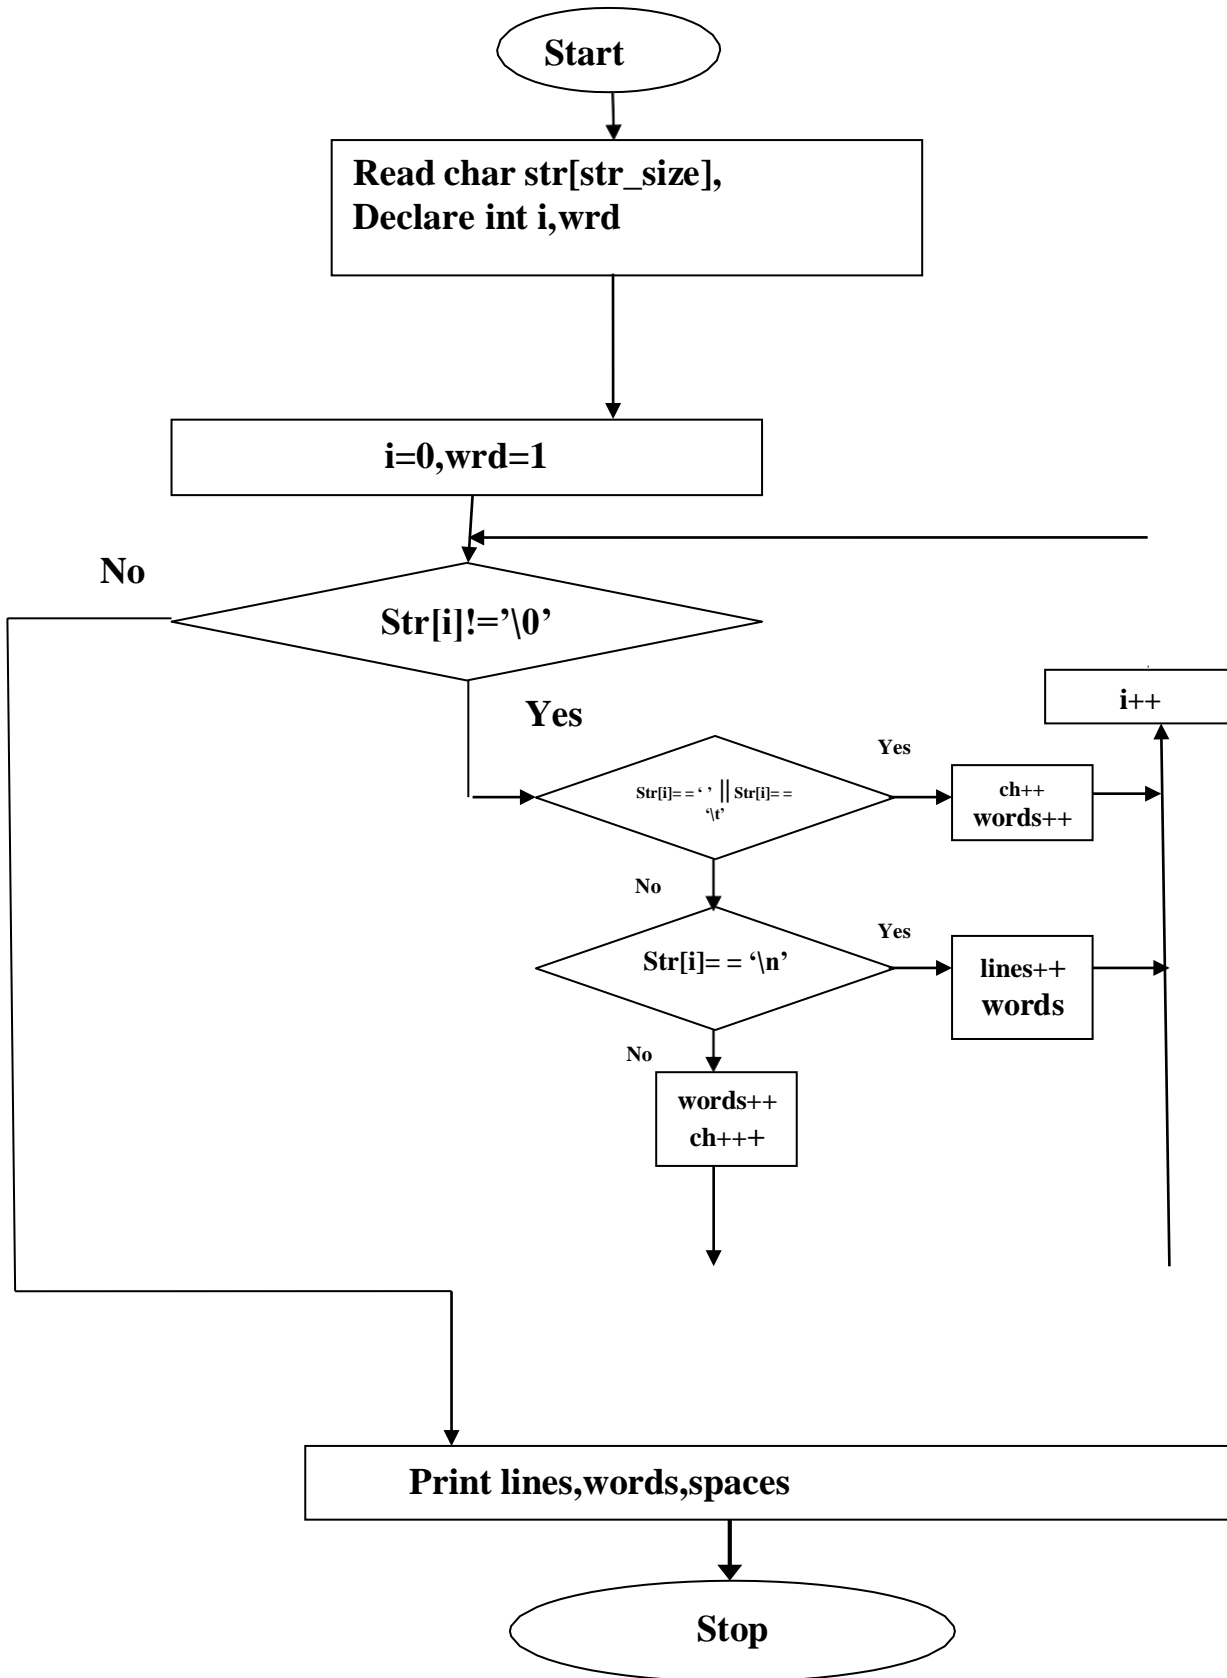 Start
Read char str[str_size],
Declare int i,wrd
i=0,wrd=1
No
Str[i]!=’\0’
Yes
i++
Yes
Str[i]= = ‘ ’ || Str[i]= =
‘\t’
ch++
words++
No
Yes
Str[i]= = ‘\n’
lines++
words
No
words++
ch+++
Print lines,words,spaces
Stop